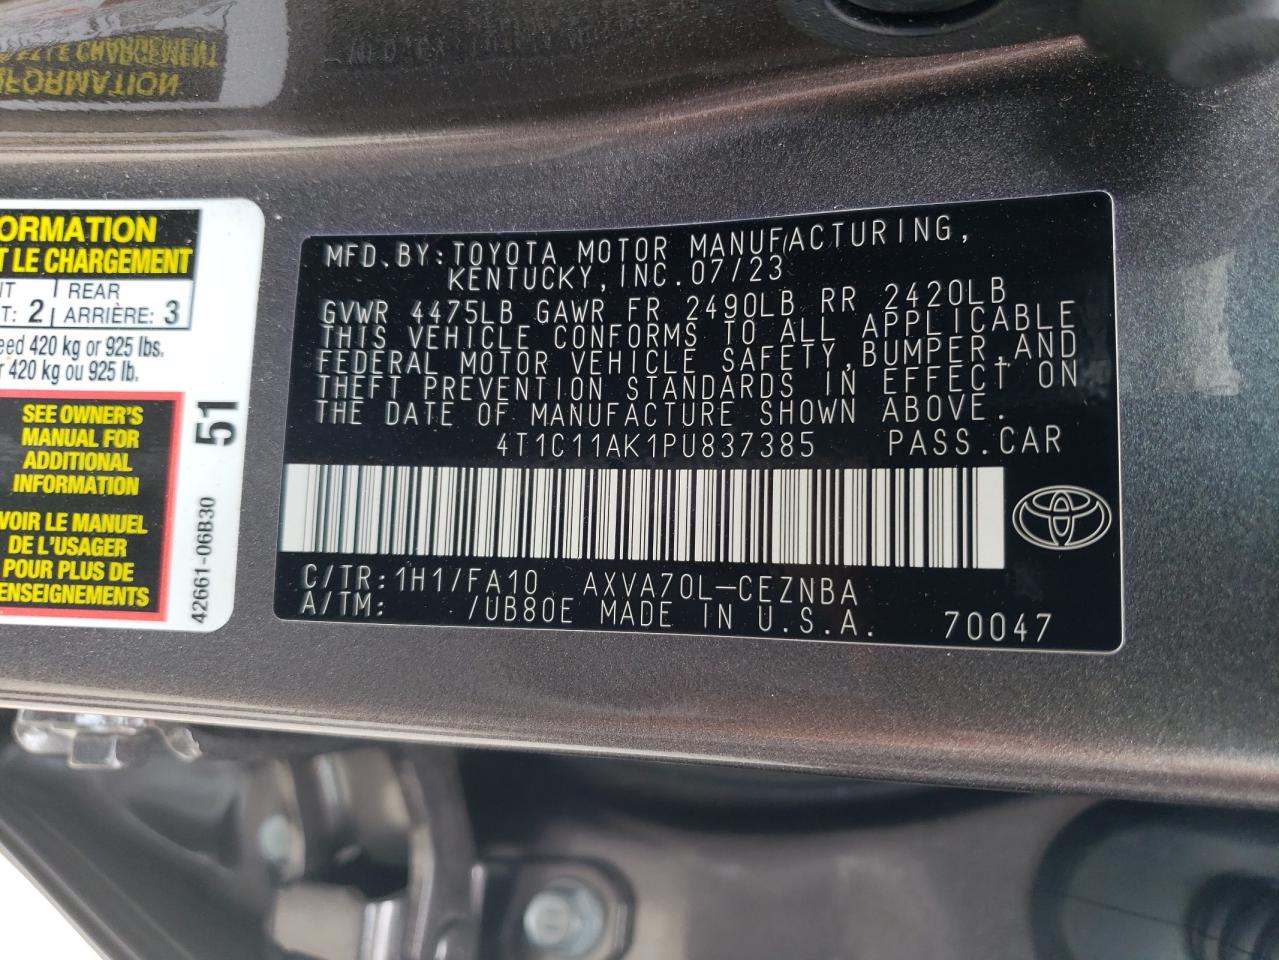 ORMATION
T LE CHARGEMENT
REAR
: 2 | ARRIÈRE: 3
eed 420 kg or 925 lbs.
420 kg ou 925 lb.
SEE OWNER'S
MANUAL FOR
ADDITIONAL
INFORMATION
VOIR LE MANUEL
DE L'USAGER
POUR PLUS DE
ENSEIGNEMENTS
51
42661-06B30
MFD.BY:TOYOTA MOTOR MANUFACTURING,
KENTUCKY,INC.07/23
GVWR 4475LB GAWR FR 2490LB RR 2420LB
THIS VEHICLE CONFORMS TO ALL APPLICABLE
FEDERAL MOTOR VEHICLE SAFETY,BUMPER,AND
THEFT PREVENTION STANDARDS IN EFFECT ON
THE DATE OF MANUFACTURE SHOWN ABOVE.
4T1C11AK1PU837385 PASS.CAR
C/TR:1H1/FA10 AXVA70L-CEZNBA
A/TM: /UB80E MADE IN U.S.A. 70047